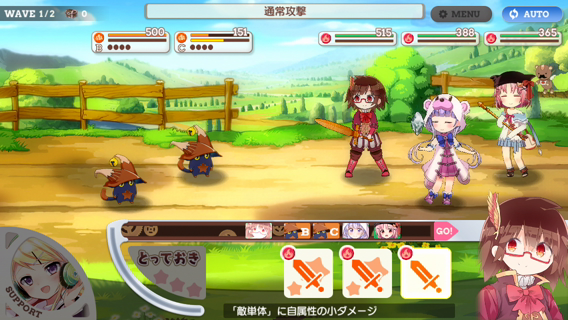 WAVE 1/2 0
通常攻撃
MENU
AUTO
500
B
151
C
515
388
365
B
C
GO!
とっておき
SUPPORT
「敵単体」に自属性の小ダメージ